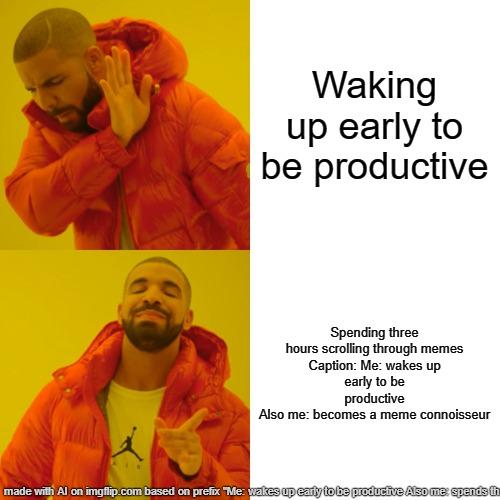 Waking
up early to
be productive
Spending three
hours scrolling through memes
Caption: Me: wakes up
early to be
productive
Also me: becomes a meme connoisseur
made with AI on imgflip.com based on prefix "Me: wakes up early to be productive Also me: spends th